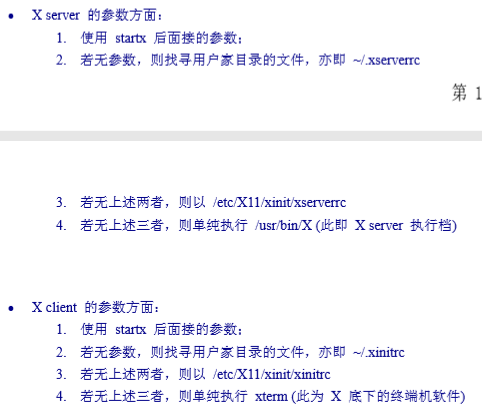 • X server 的参数方面：
1. 使用 startx 后面接的参数；
2. 若无参数，则找寻用户家目录的文件，亦即 ~/.xserverrc
第 1
3. 若无上述两者，则以 /etc/X11/xinit/xserverrc
4. 若无上述三者，则单纯执行 /usr/bin/X (此即 X server 执行档)
• X client 的参数方面：
1. 使用 startx 后面接的参数；
2. 若无参数，则找寻用户家目录的文件，亦即 ~/.xinitrc
3. 若无上述两者，则以 /etc/X11/xinit/xinitrc
4. 若无上述三者，则单纯执行 xterm (此为 X 底下的终端机软件)